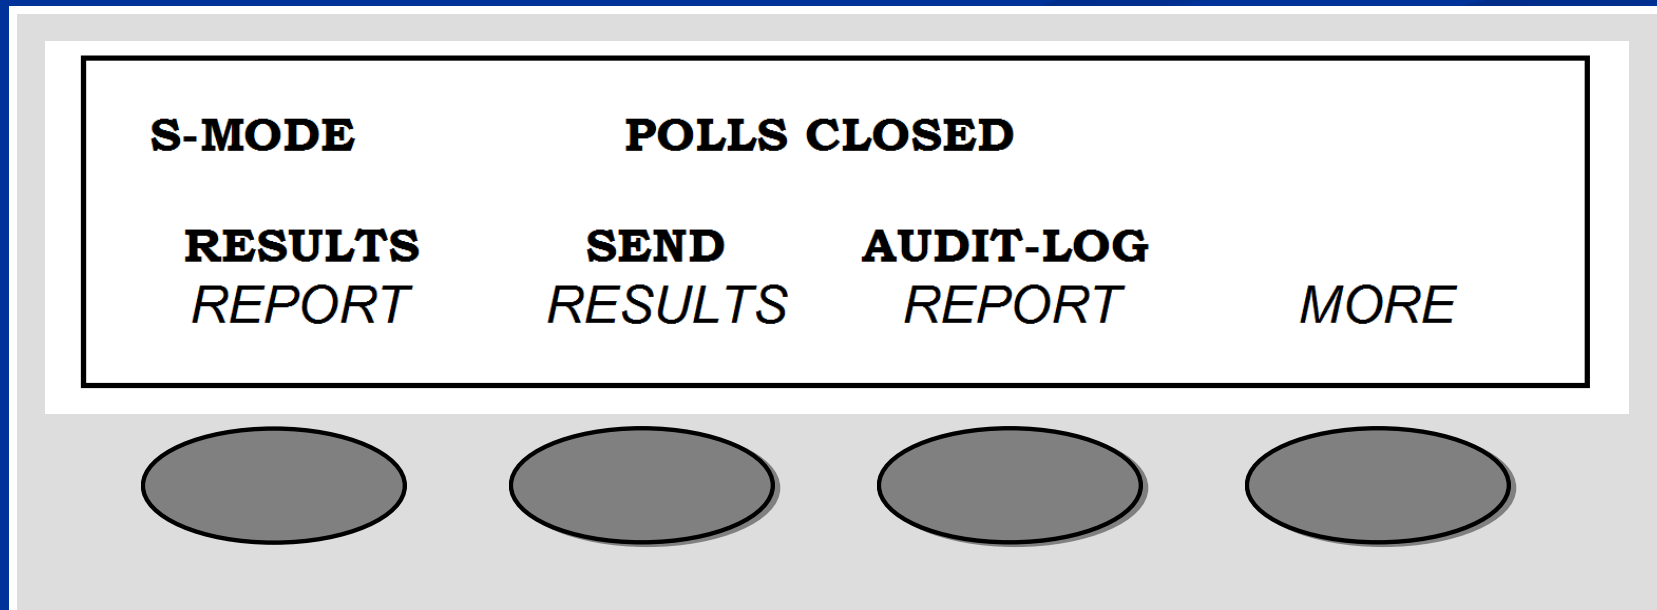 S-MODE POLLS CLOSED
RESULTS SEND AUDIT-LOG
REPORT RESULTS REPORT MORE